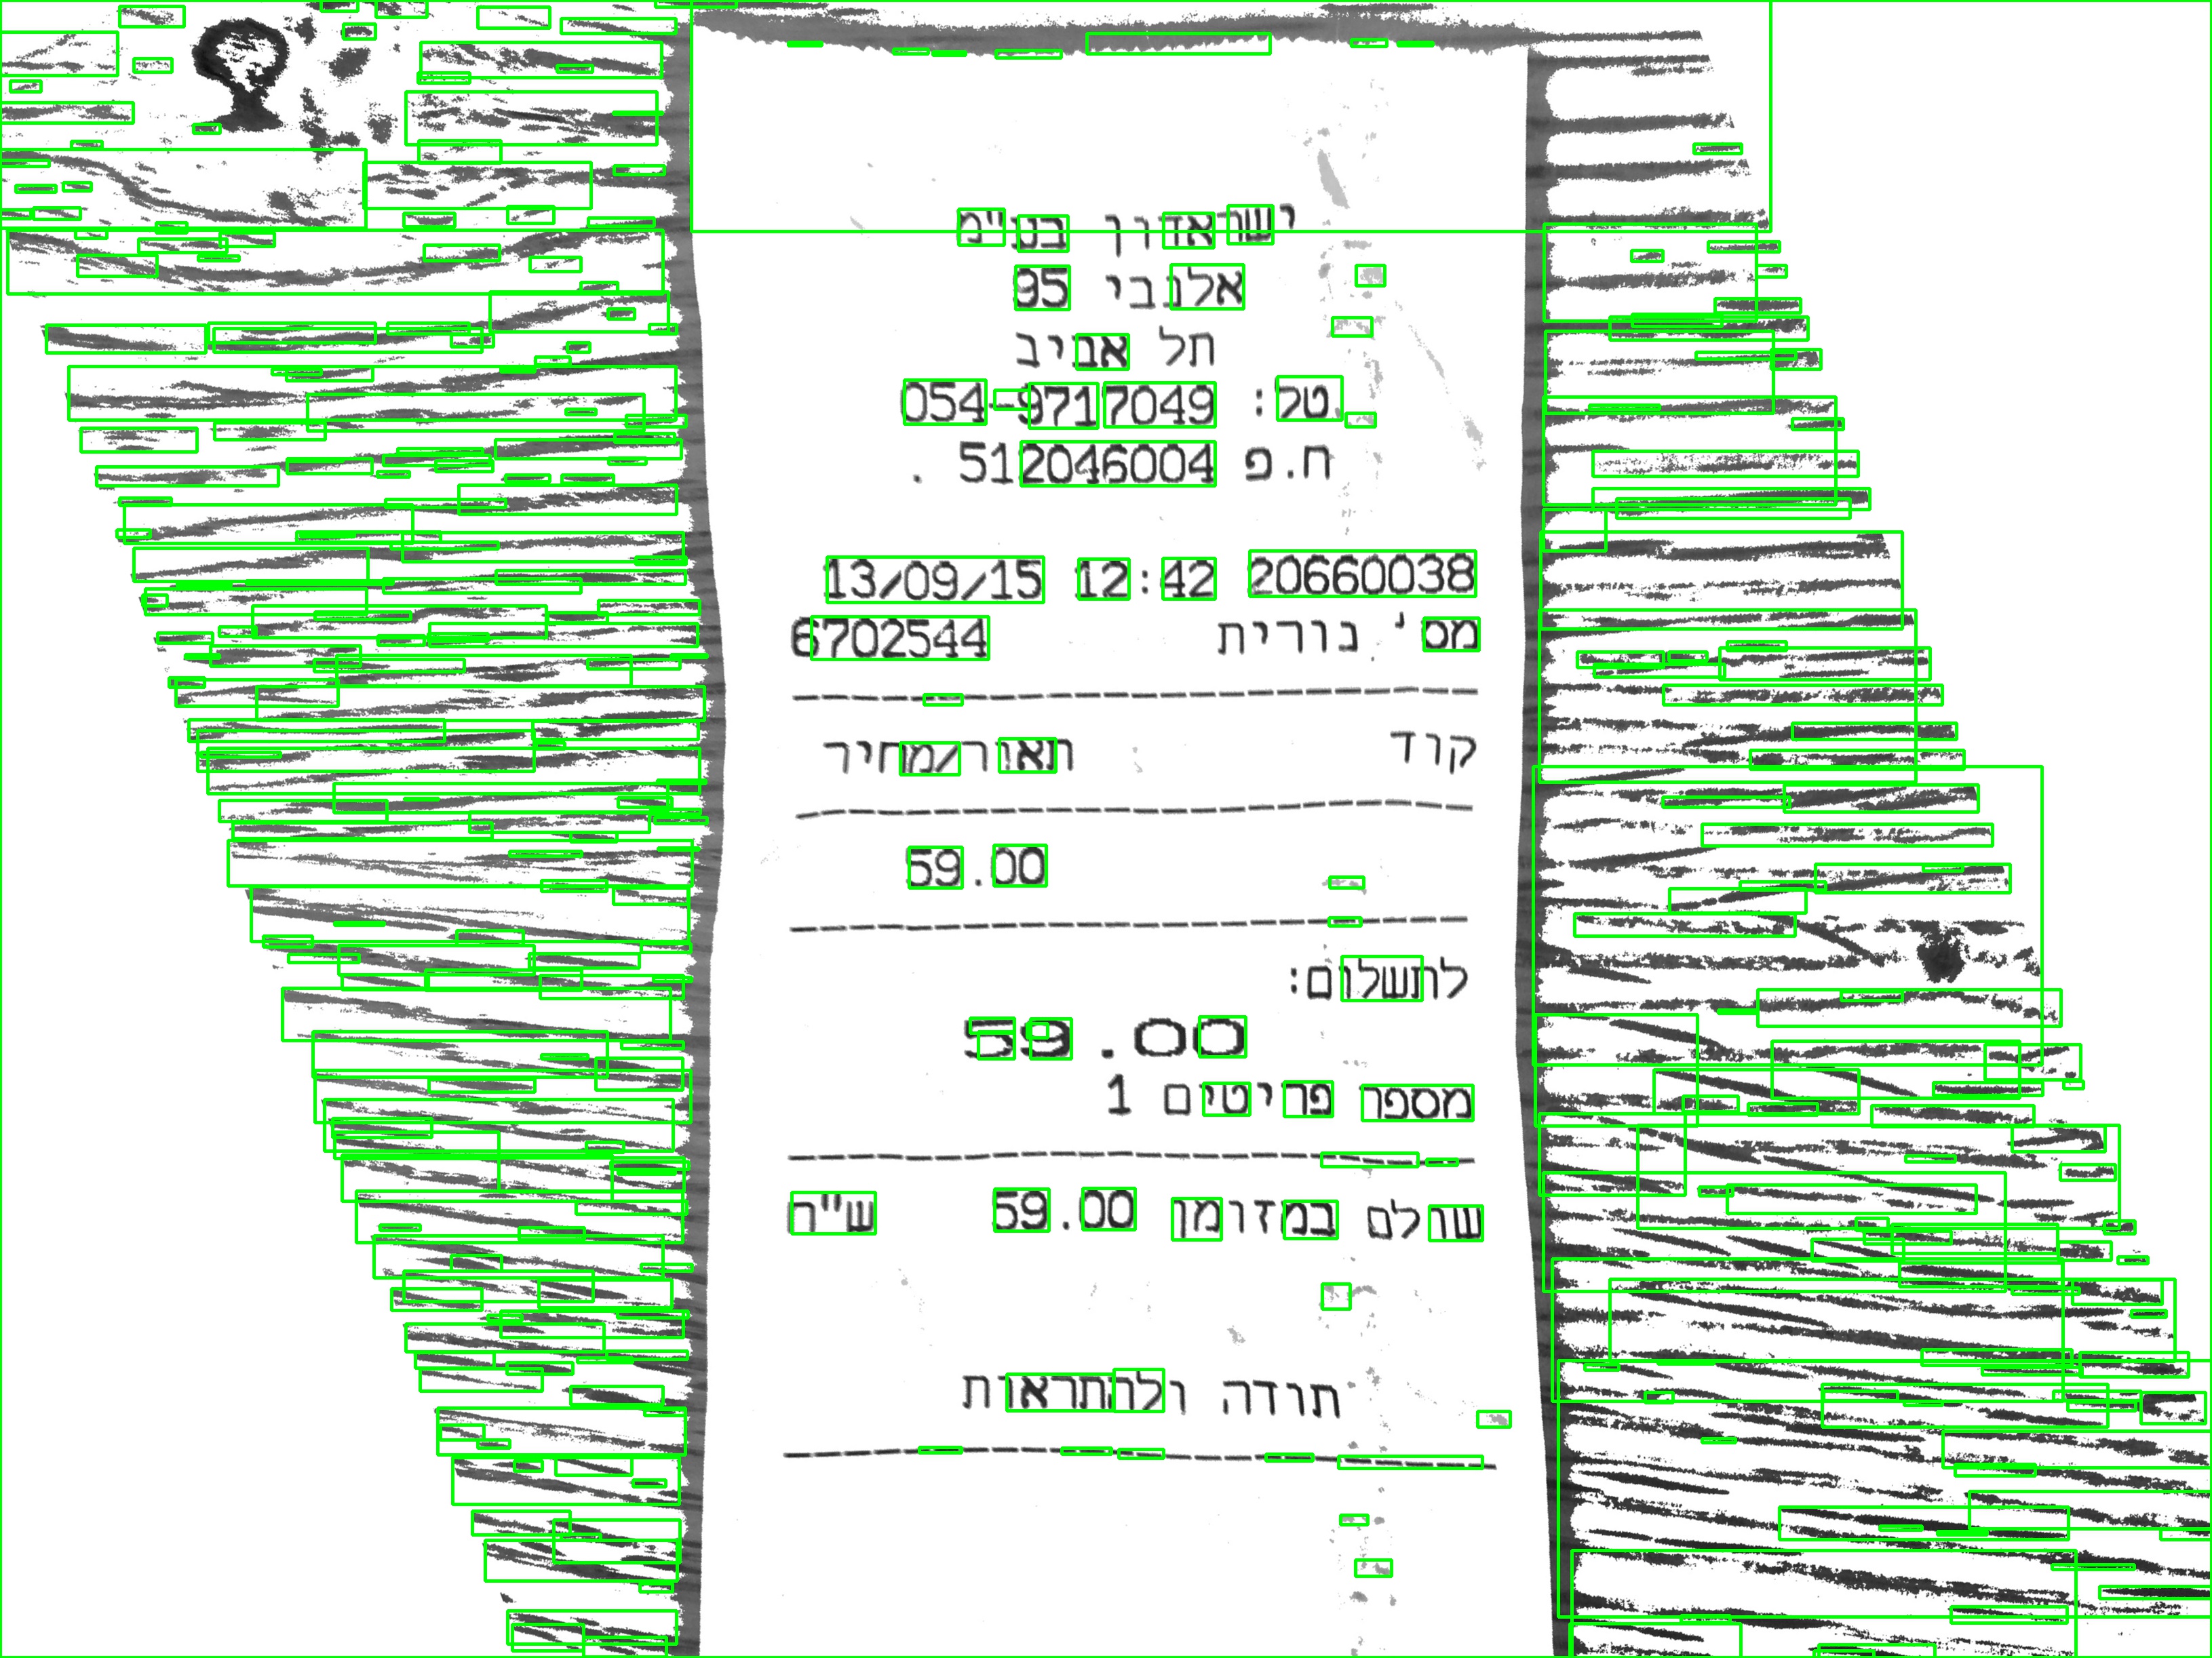 ישראדון בע"מ
אלנבי 95
תל אביב
טל: 054-9717049
ח.פ 512046004 .
20660038 12:42 13/09/15
מס' נורית 6702544
קוד תאור/מחיר
59.00
לתשלום:
59.00
מספר פריטים 1
שולם במזומן 59.00 ש"ח
תודה ולהתראות